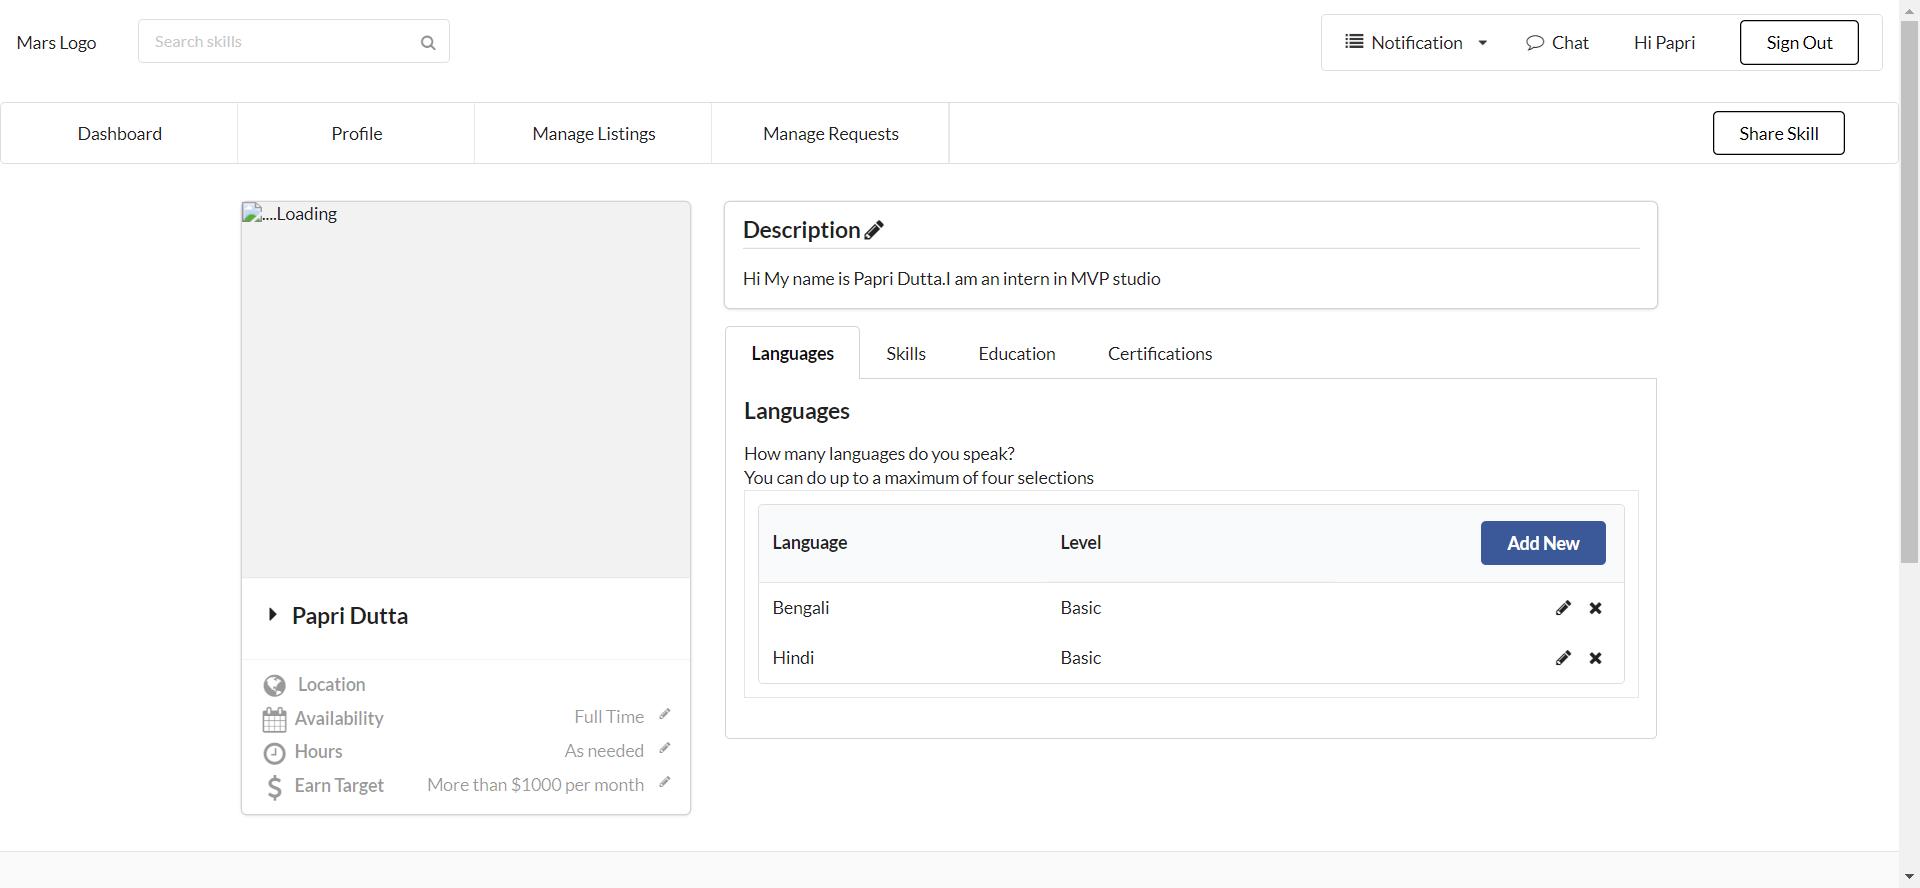 Mars Logo
Search skills
Notification
Chat
Hi Papri
Sign Out
Dashboard
Profile
Manage Listings
Manage Requests
Share Skill
....Loading
Papri Dutta
Location
Availability Full Time
Hours As needed
Earn Target More than $1000 per month
Description
Hi My name is Papri Dutta.I am an intern in MVP studio
Languages
Skills
Education
Certifications
Languages
How many languages do you speak?
You can do up to a maximum of four selections
Language Level Add New
Bengali Basic
Hindi Basic